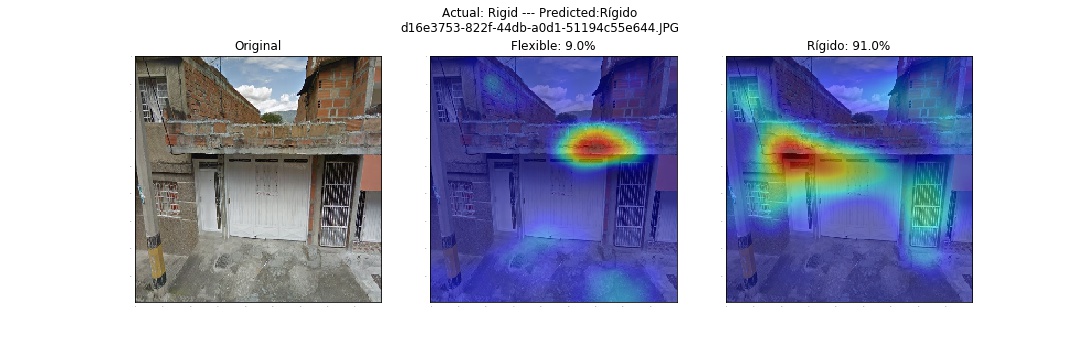 Actual: Rigid --- Predicted:Rígido
d16e3753-822f-44db-a0d1-51194c55e644.JPG
Original
Flexible: 9.0%
Rígido: 91.0%